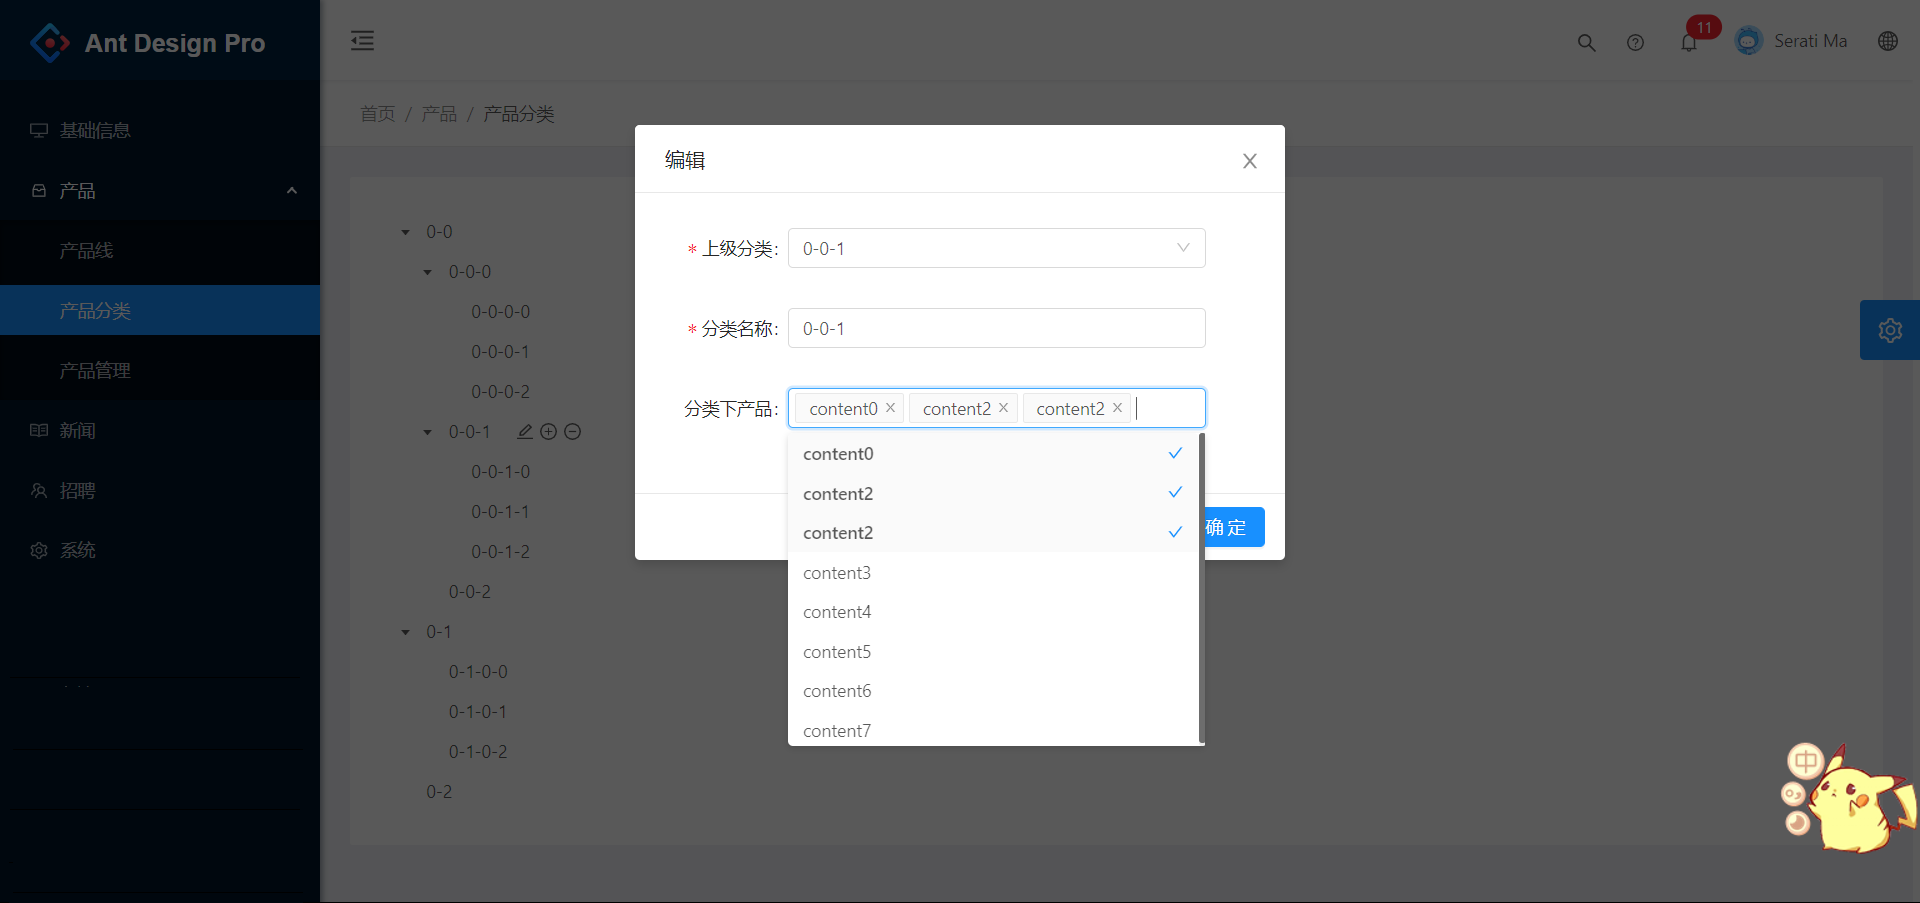 Ant Design Pro
11
Serati Ma
基础信息
产品
产品线
产品分类
产品管理
新闻
招聘
系统
首页 / 产品 / 产品分类
0-0
0-0-0
0-0-0-0
0-0-0-1
0-0-0-2
0-0-1
0-0-1-0
0-0-1-1
0-0-1-2
0-0-2
0-1
0-1-0-0
0-1-0-1
0-1-0-2
0-2
编辑
* 上级分类: 0-0-1
* 分类名称: 0-0-1
分类下产品: content0 content2 content2
content0
content2
content2
content3
content4
content5
content6
content7
确定
中